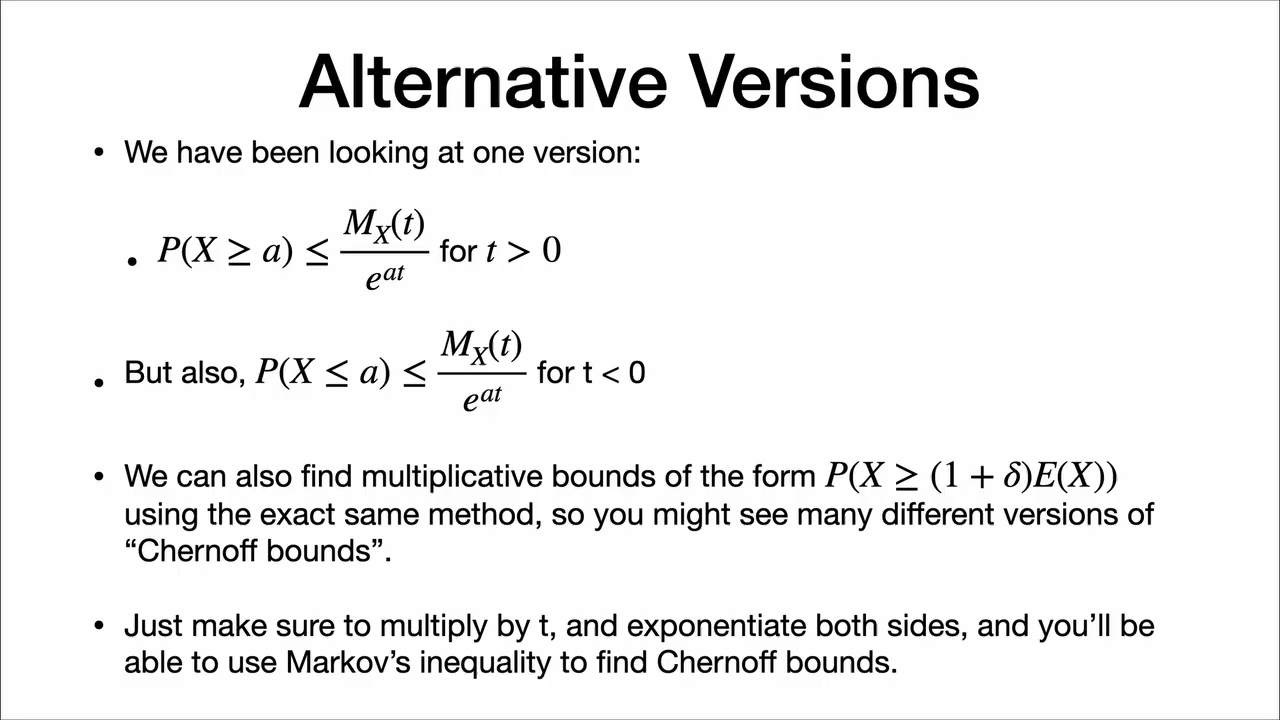 Alternative Versions
• We have been looking at one version:
• P(X ≥ a) ≤ M_X(t) / e^{at} for t > 0
• But also, P(X ≤ a) ≤ M_X(t) / e^{at} for t < 0
• We can also find multiplicative bounds of the form P(X ≥ (1 + δ)E(X))
using the exact same method, so you might see many different versions of
“Chernoff bounds”.
• Just make sure to multiply by t, and exponentiate both sides, and you’ll be
able to use Markov’s inequality to find Chernoff bounds.